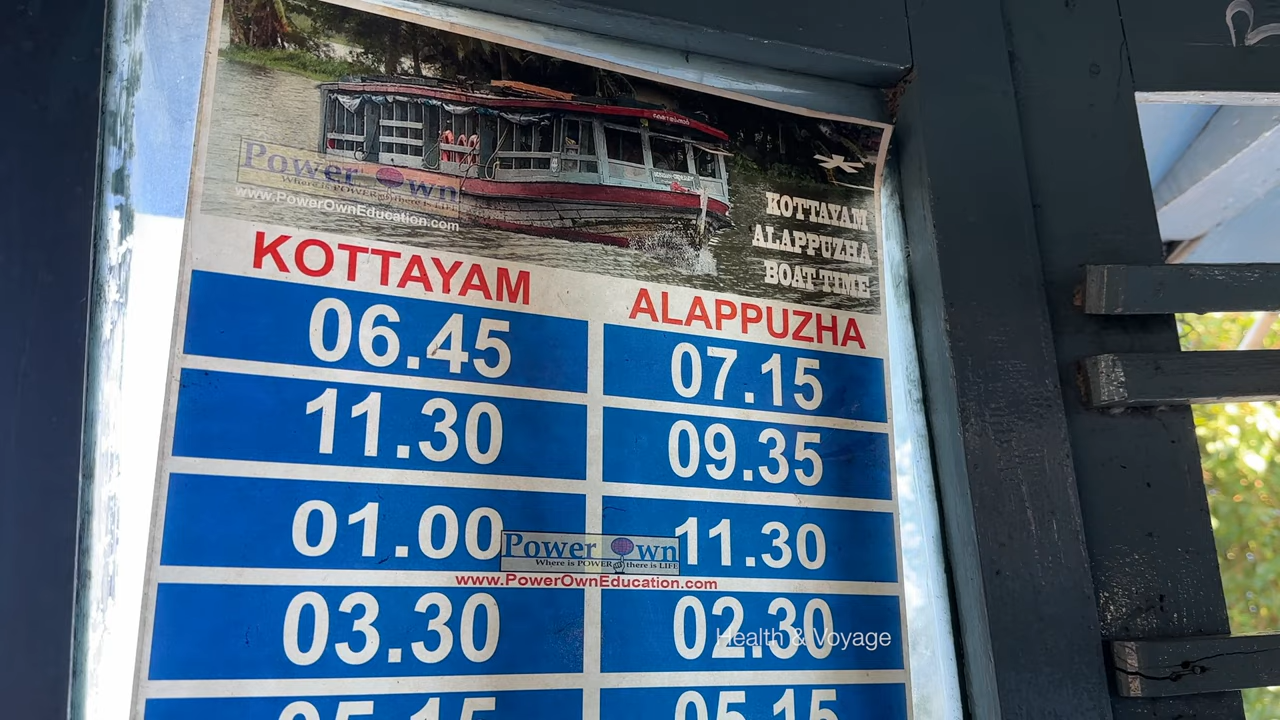 Power Own
Where is POWER there is LIFE
www.PowerOwnEducation.com
KOTTAYAM
ALAPPUZHA
BOAT TIME
KOTTAYAM ALAPPUZHA
06.45 07.15
11.30 09.35
01.00 11.30
Power Own
Where is POWER there is LIFE
www.PowerOwnEducation.com
03.30 02.30
Health & Voyage
05.15 05.15